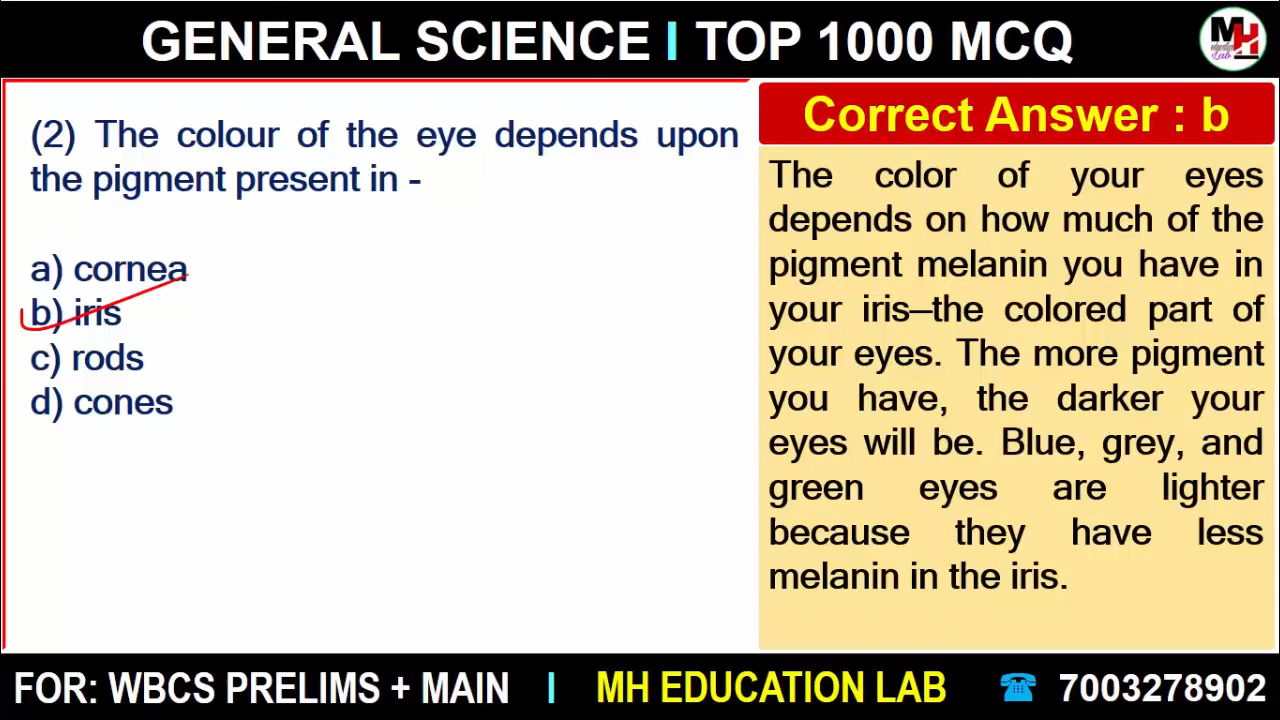 GENERAL SCIENCE I TOP 1000 MCQ
MH
education
Lab
(2) The colour of the eye depends upon
the pigment present in -
a) cornea
b) iris
c) rods
d) cones
Correct Answer : b
The color of your eyes
depends on how much of the
pigment melanin you have in
your iris—the colored part of
your eyes. The more pigment
you have, the darker your
eyes will be. Blue, grey, and
green eyes are lighter
because they have less
melanin in the iris.
FOR: WBCS PRELIMS + MAIN I MH EDUCATION LAB ☎ 7003278902